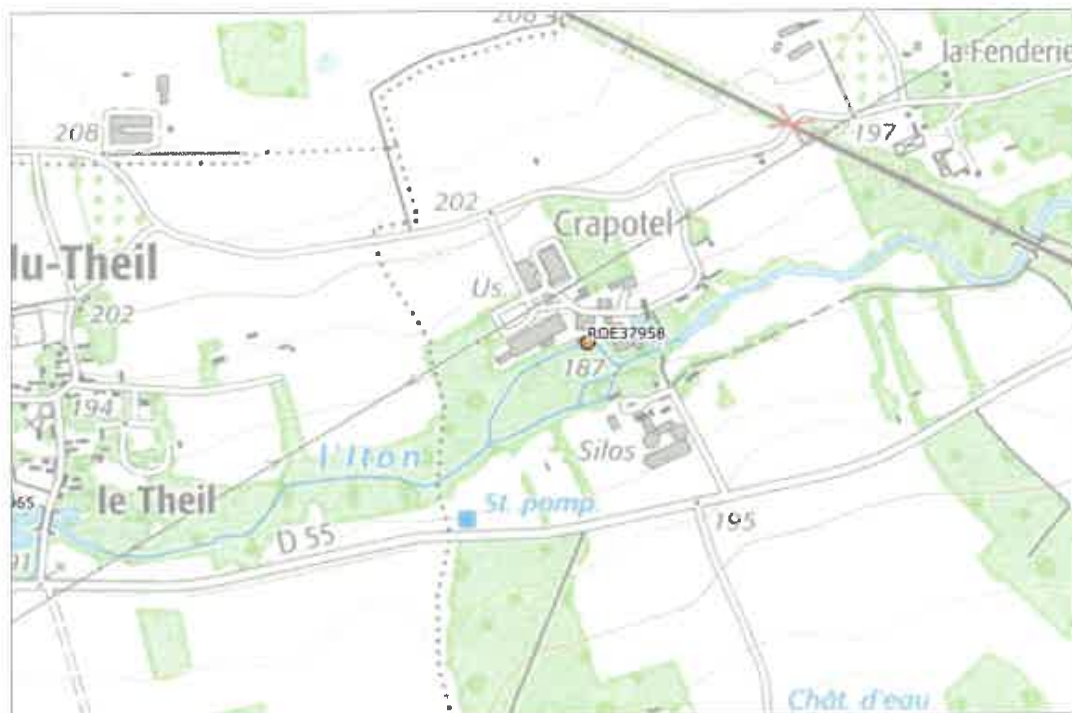 208
la-Fenderie
208
197
202
Crapotel
lu-Theil
Us.
202
ROE37958
187
194
l'Iton
Silos
le Theil
St. pomp.
D 55
195
Chât. d'eau